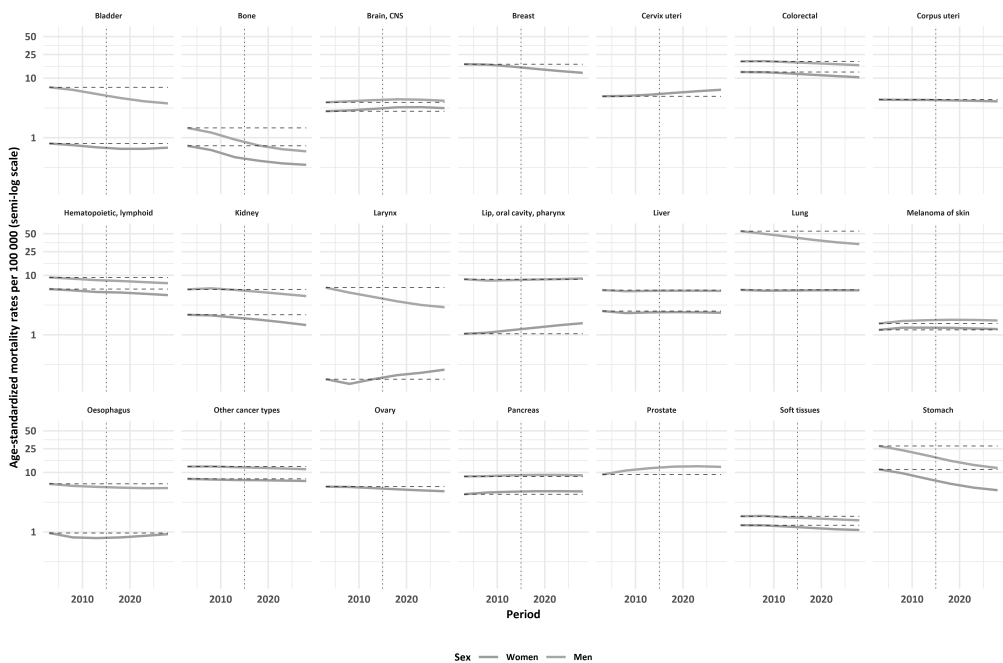 Bladder Bone Brain, CNS Breast Cervix uteri Colorectal Corpus uteri
50
25
10
1
Hematopoietic, lymphoid Kidney Larynx Lip, oral cavity, pharynx Liver Lung Melanoma of skin
50
25
10
1
Oesophagus Other cancer types Ovary Pancreas Prostate Soft tissues Stomach
50
25
10
1
Age-standardized mortality rates per 100 000 (semi-log scale)
2010 2020 2010 2020 2010 2020 2010 2020 2010 2020 2010 2020 2010 2020
Period
Sex Women Men